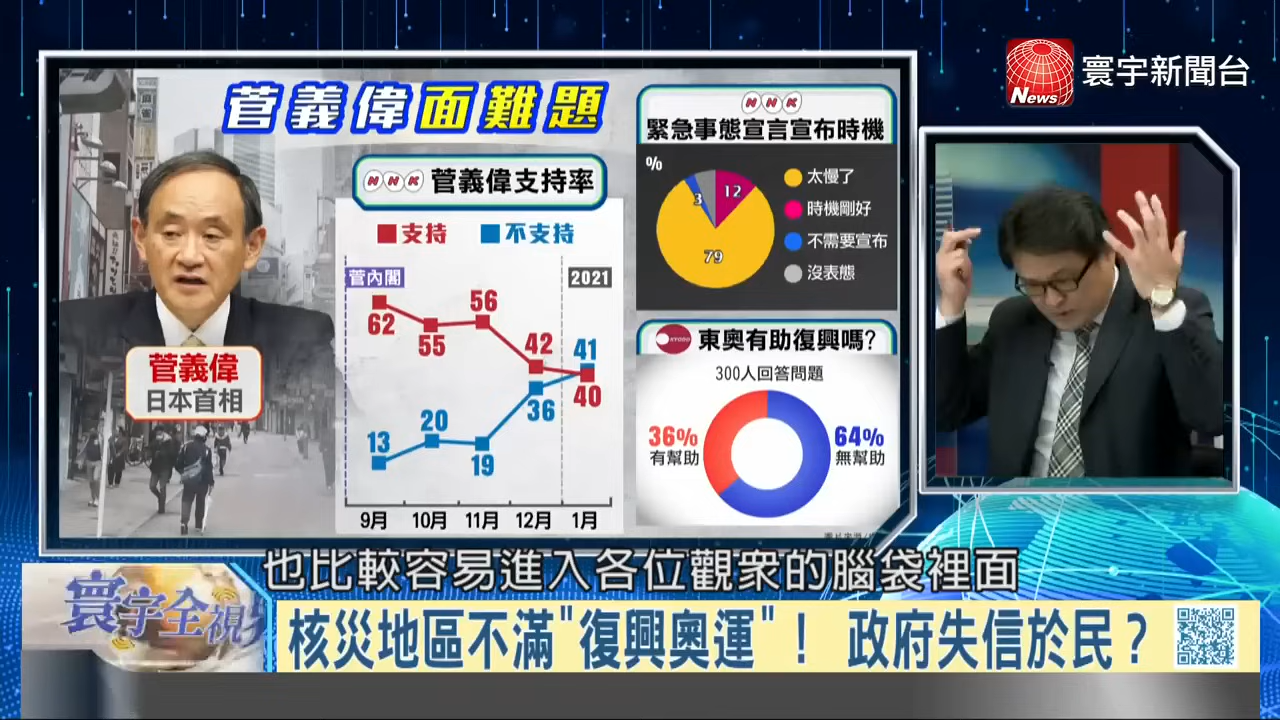 News
寰宇新聞台
菅義偉面難題
NHK
菅義偉支持率
支持
不支持
菅內閣
2021
62
55
56
42
41
13
20
19
36
40
9月
10月
11月
12月
1月
菅義偉
日本首相
NHK
緊急事態宣言宣布時機
%
3
12
79
太慢了
時機剛好
不需要宣布
沒表態
KYODO
東奧有助復興嗎?
300人回答問題
36%
有幫助
64%
無幫助
也比較容易進入各位觀眾的腦袋裡面
寰宇全視界
核災地區不滿"復興奧運"! 政府失信於民?